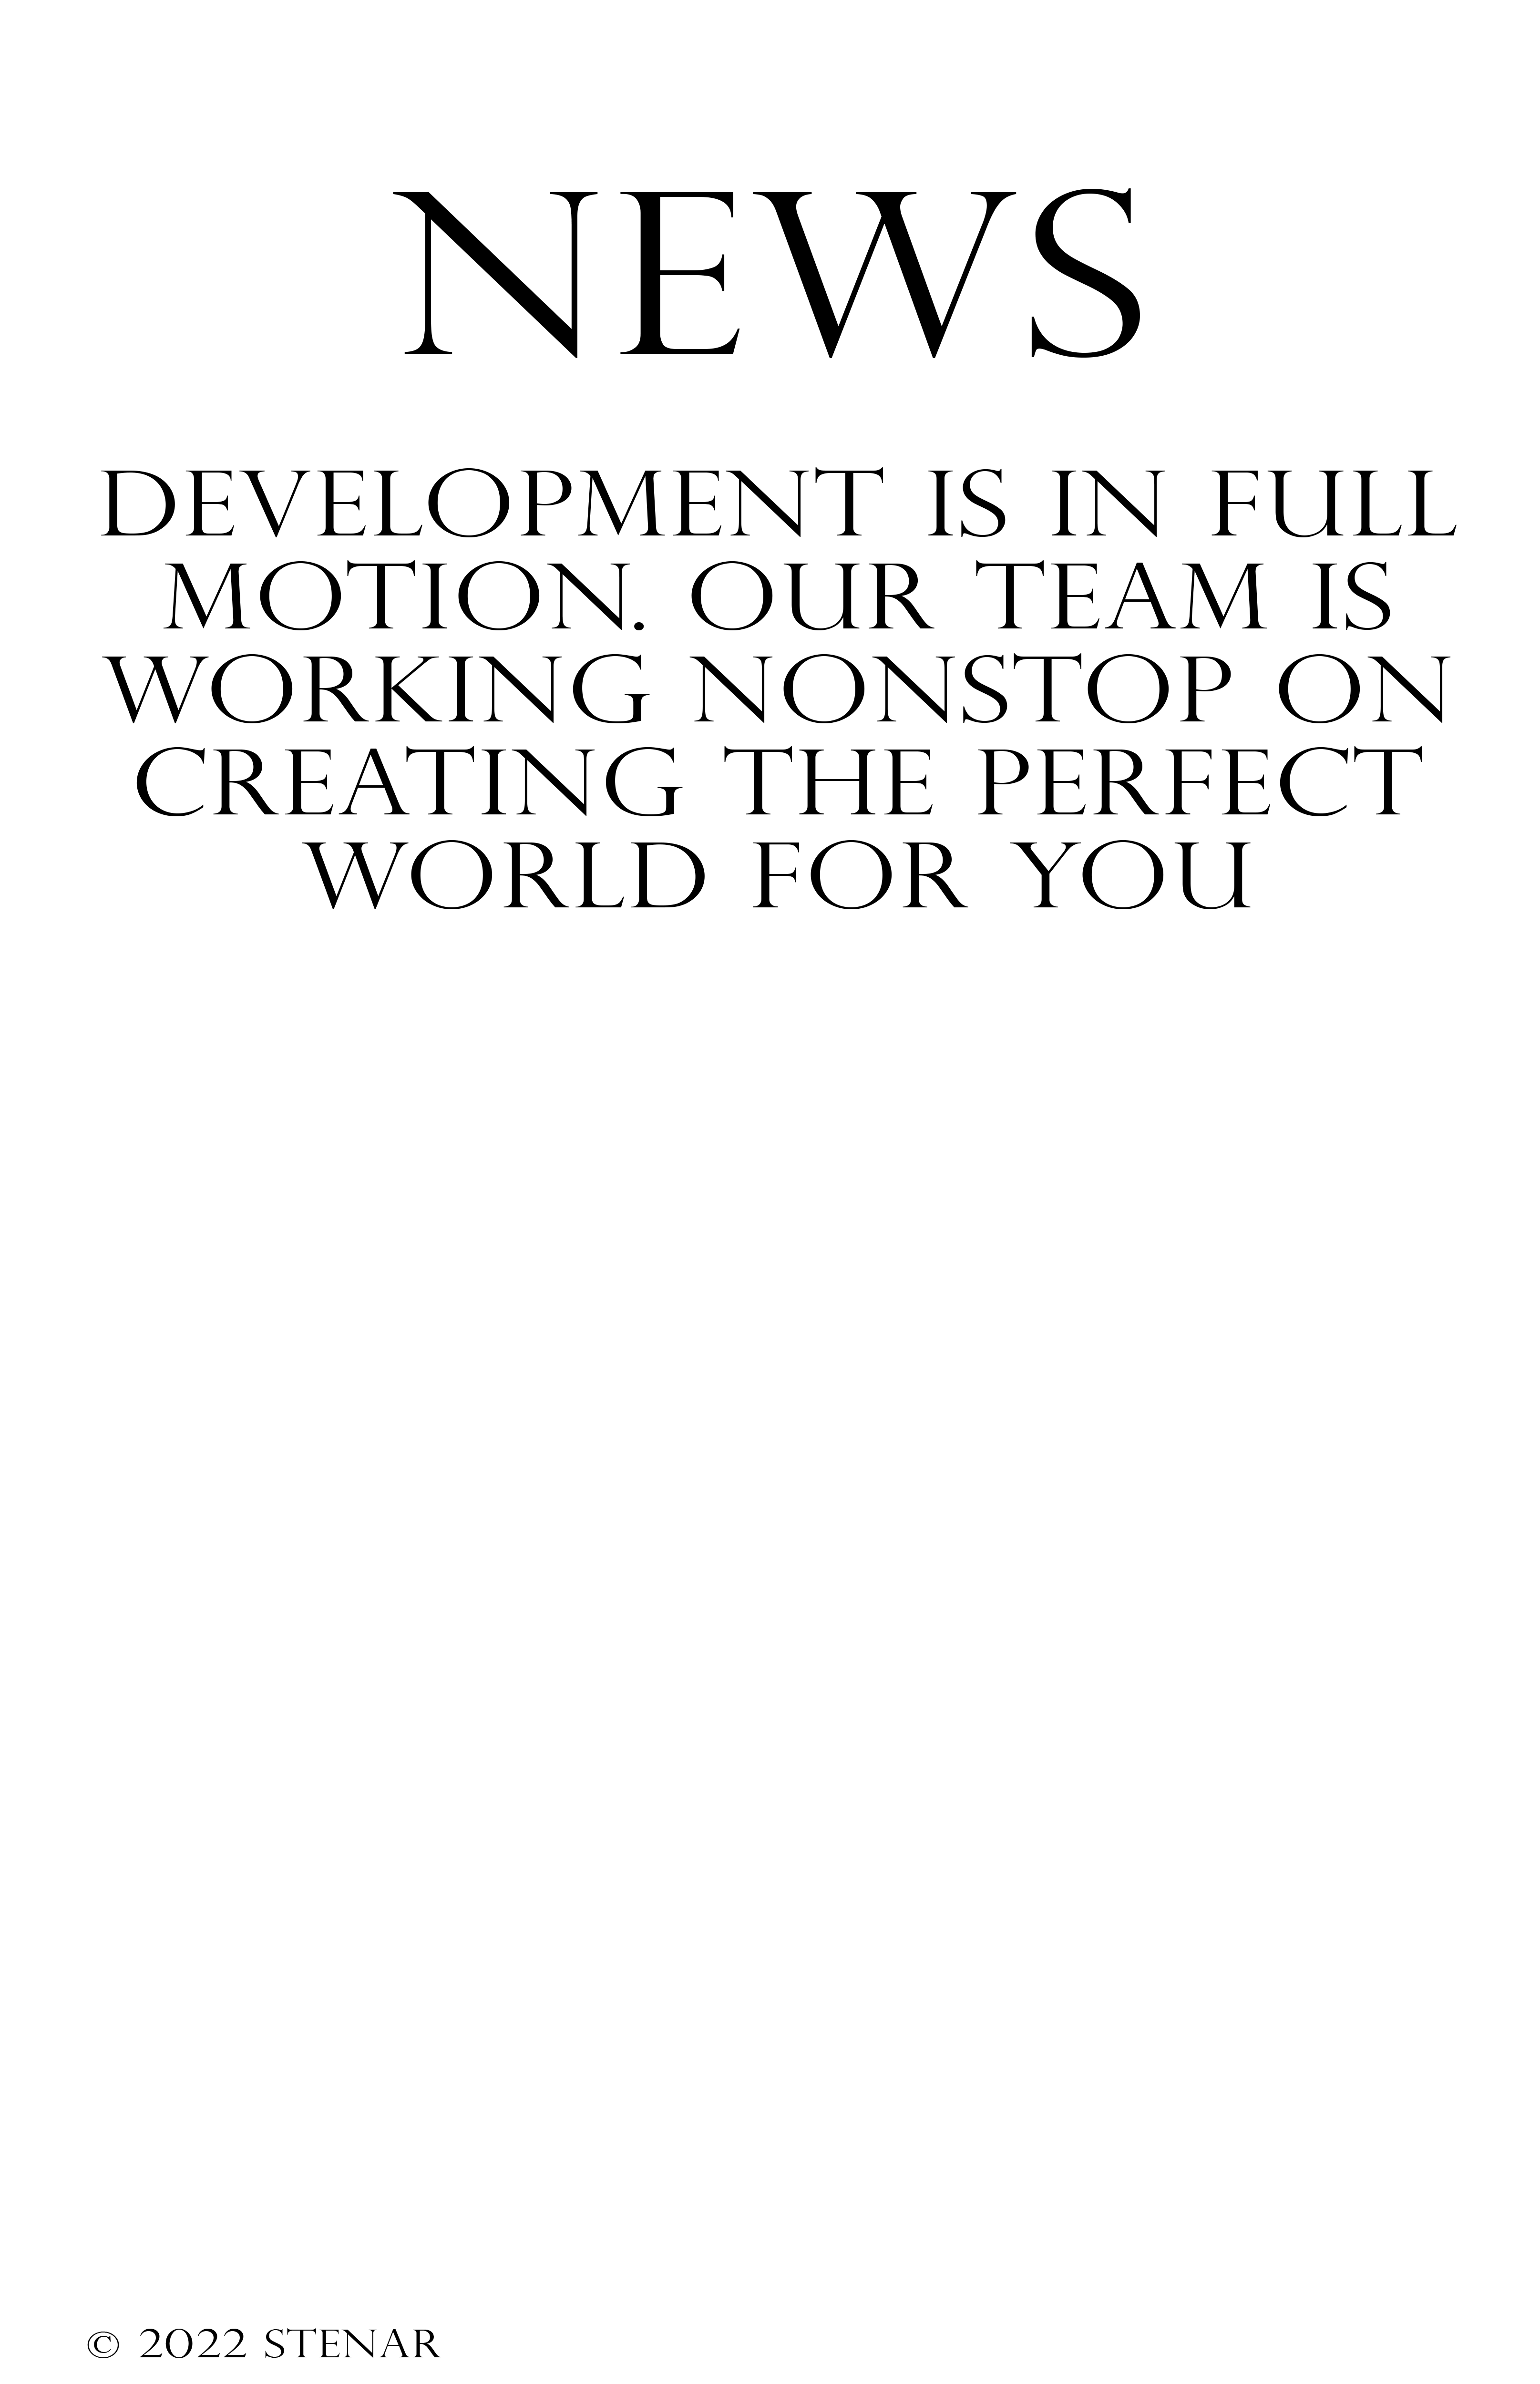 NEWS
DEVELOPMENT IS IN FULL
MOTION. OUR TEAM IS
WORKING NONSTOP ON
CREATING THE PERFECT
WORLD FOR YOU
© 2022 STENAR